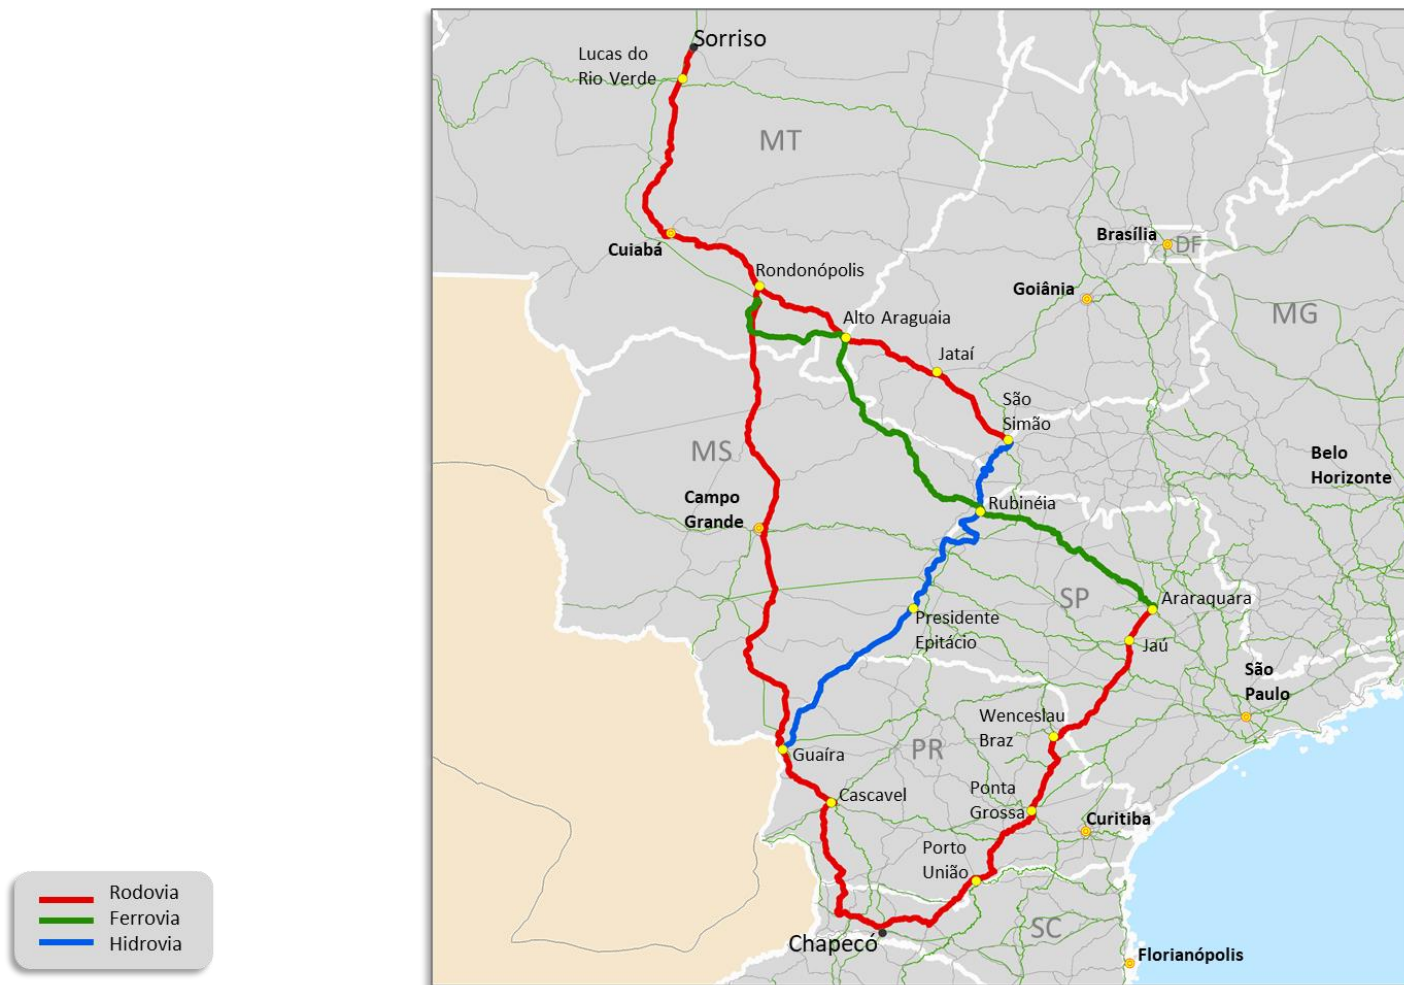 Sorriso
Lucas do
Rio Verde
MT
Cuiabá
Brasília
DF
Rondonópolis
Goiânia
MG
Alto Araguaia
Jataí
São
Simão
MS
Belo
Horizonte
Campo
Grande
Rubinéia
SP
Araraquara
Presidente
Epitácio
Jaú
São
Paulo
Wenceslau
Braz
PR
Guaíra
Ponta
Grossa
Cascavel
Curitiba
Porto
União
SC
Chapecó
Florianópolis
Rodovia
Ferrovia
Hidrovia